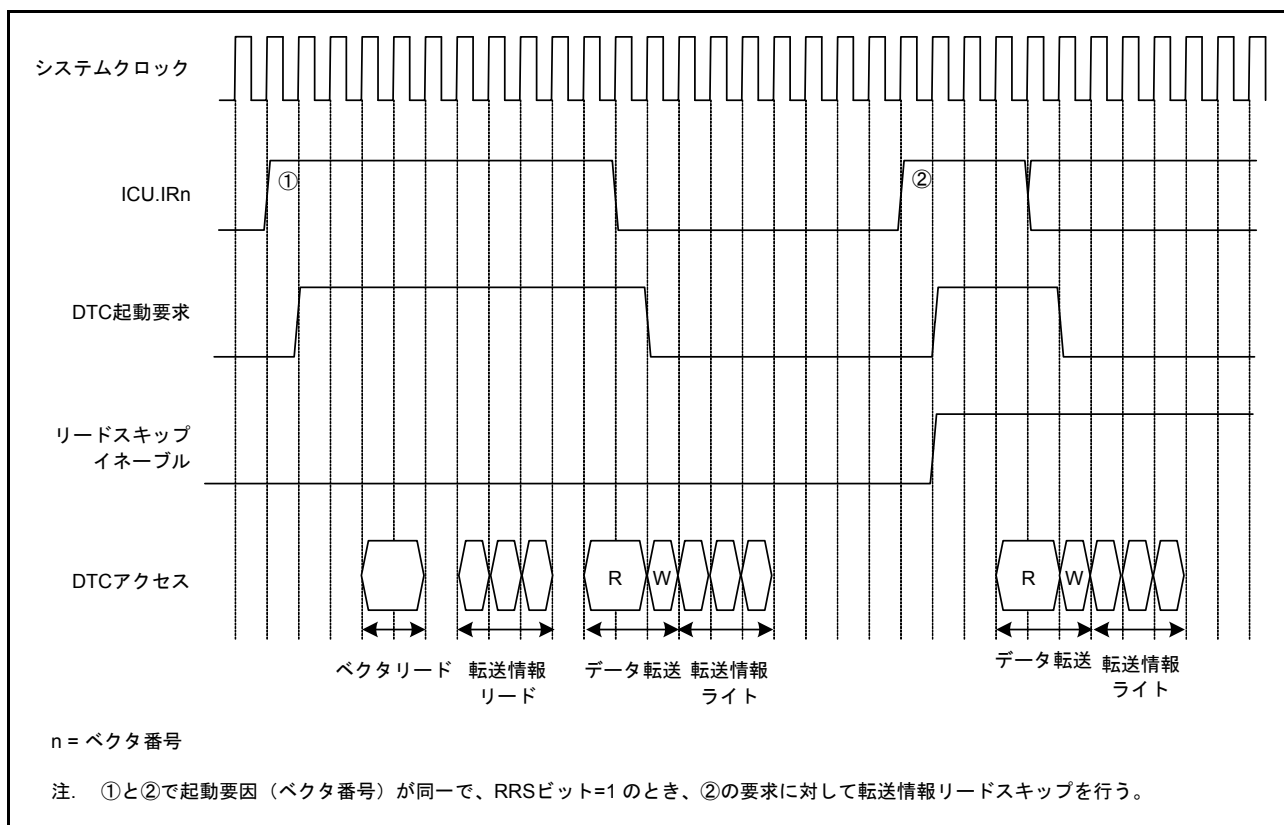 システムクロック
ICU.IRn
① ②
DTC起動要求
リードスキップ
イネーブル
DTCアクセス
R W R W
ベクタリード 転送情報 データ転送 転送情報 データ転送 転送情報
リード ライト ライト
n = ベクタ番号
注. ①と②で起動要因（ベクタ番号）が同一で、RRSビット=1 のとき、②の要求に対して転送情報リードスキップを行う。